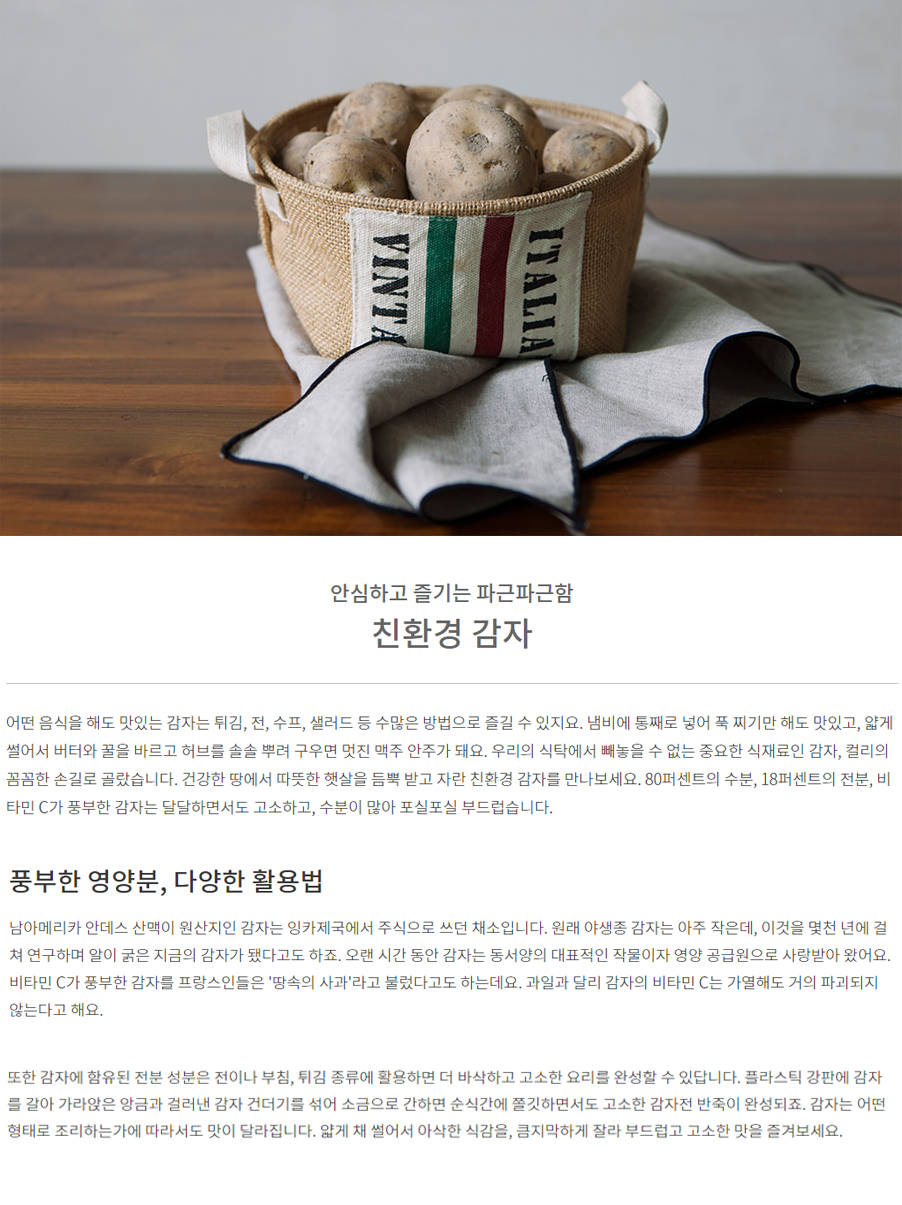 VINTA
ITALIA
안심하고 즐기는 파근파근함
친환경 감자
어떤 음식을 해도 맛있는 감자는 튀김, 전, 수프, 샐러드 등 수많은 방법으로 즐길 수 있지요. 냄비에 통째로 넣어 푹 찌기만 해도 맛있고, 얇게
썰어서 버터와 꿀을 바르고 허브를 솔솔 뿌려 구우면 멋진 맥주 안주가 돼요. 우리의 식탁에서 빼놓을 수 없는 중요한 식재료인 감자, 컬리의
꼼꼼한 손길로 골랐습니다. 건강한 땅에서 따뜻한 햇살을 듬뿍 받고 자란 친환경 감자를 만나보세요. 80퍼센트의 수분, 18퍼센트의 전분, 비
타민 C가 풍부한 감자는 달달하면서도 고소하고, 수분이 많아 포실포실 부드럽습니다.
풍부한 영양분, 다양한 활용법
남아메리카 안데스 산맥이 원산지인 감자는 잉카제국에서 주식으로 쓰던 채소입니다. 원래 야생종 감자는 아주 작은데, 이것을 몇천 년에 걸
쳐 연구하며 알이 굵은 지금의 감자가 됐다고도 하죠. 오랜 시간 동안 감자는 동서양의 대표적인 작물이자 영양 공급원으로 사랑받아 왔어요.
비타민 C가 풍부한 감자를 프랑스인들은 '땅속의 사과'라고 불렀다고도 하는데요. 과일과 달리 감자의 비타민 C는 가열해도 거의 파괴되지
않는다고 해요.
또한 감자에 함유된 전분 성분은 전이나 부침, 튀김 종류에 활용하면 더 바삭하고 고소한 요리를 완성할 수 있답니다. 플라스틱 강판에 감자
를 갈아 가라앉은 앙금과 걸러낸 감자 건더기를 섞어 소금으로 간하면 순식간에 쫄깃하면서도 고소한 감자전 반죽이 완성되죠. 감자는 어떤
형태로 조리하는가에 따라서도 맛이 달라집니다. 얇게 채 썰어서 아삭한 식감을, 큼지막하게 잘라 부드럽고 고소한 맛을 즐겨보세요.